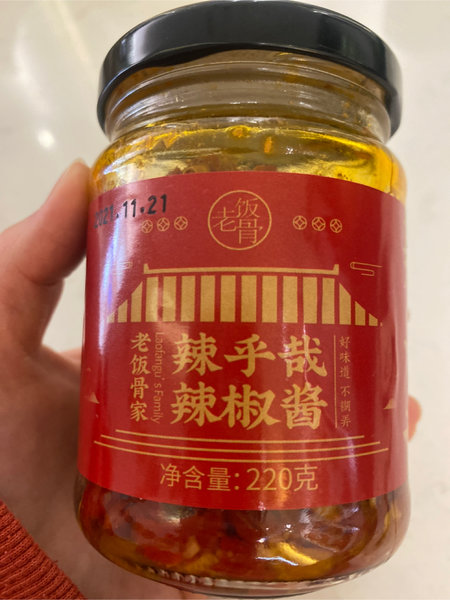 2021.11.21
老饭骨
老饭骨家
Laofangu's Family
辣乎哉
辣椒酱
好味道 不糊弄
净含量:220克